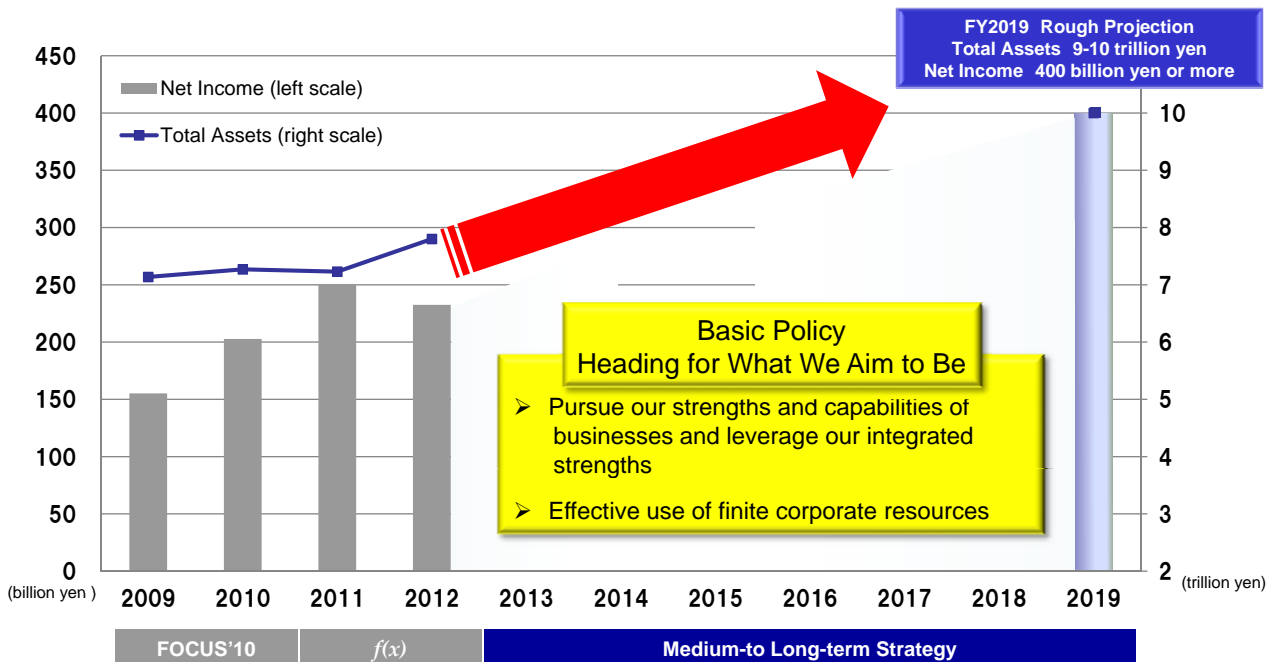 FY2019 Rough Projection
Total Assets 9-10 trillion yen
Net Income 400 billion yen or more
Net Income (left scale)
Total Assets (right scale)
450
400
350
300
250
200
150
100
50
0
(billion yen )
10
9
8
7
6
5
4
3
2
(trillion yen)
Basic Policy
Heading for What We Aim to Be
➢ Pursue our strengths and capabilities of
businesses and leverage our integrated
strengths
➢ Effective use of finite corporate resources
2009 2010 2011 2012 2013 2014 2015 2016 2017 2018 2019
FOCUS'10 f(x) Medium-to Long-term Strategy